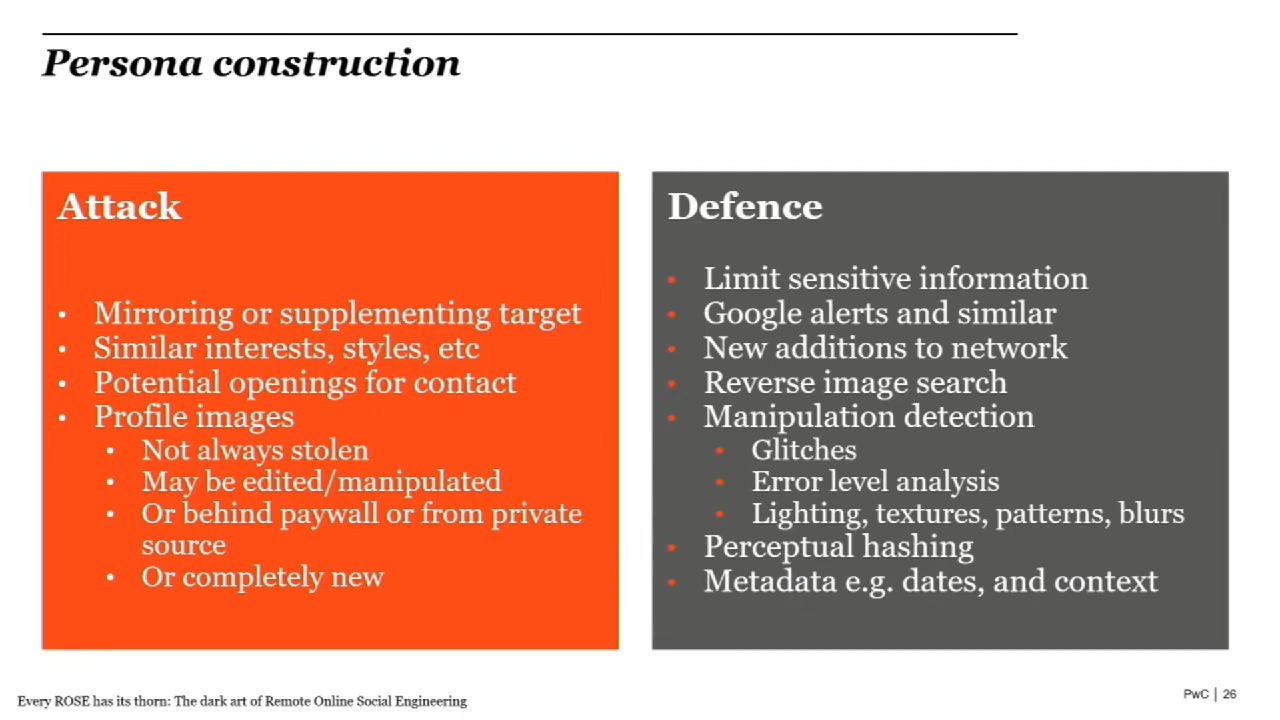 Persona construction
Attack
• Mirroring or supplementing target
• Similar interests, styles, etc
• Potential openings for contact
• Profile images
• Not always stolen
• May be edited/manipulated
• Or behind paywall or from private
source
• Or completely new
Defence
• Limit sensitive information
• Google alerts and similar
• New additions to network
• Reverse image search
• Manipulation detection
• Glitches
• Error level analysis
• Lighting, textures, patterns, blurs
• Perceptual hashing
• Metadata e.g. dates, and context
Every ROSE has its thorn: The dark art of Remote Online Social Engineering
PwC | 26